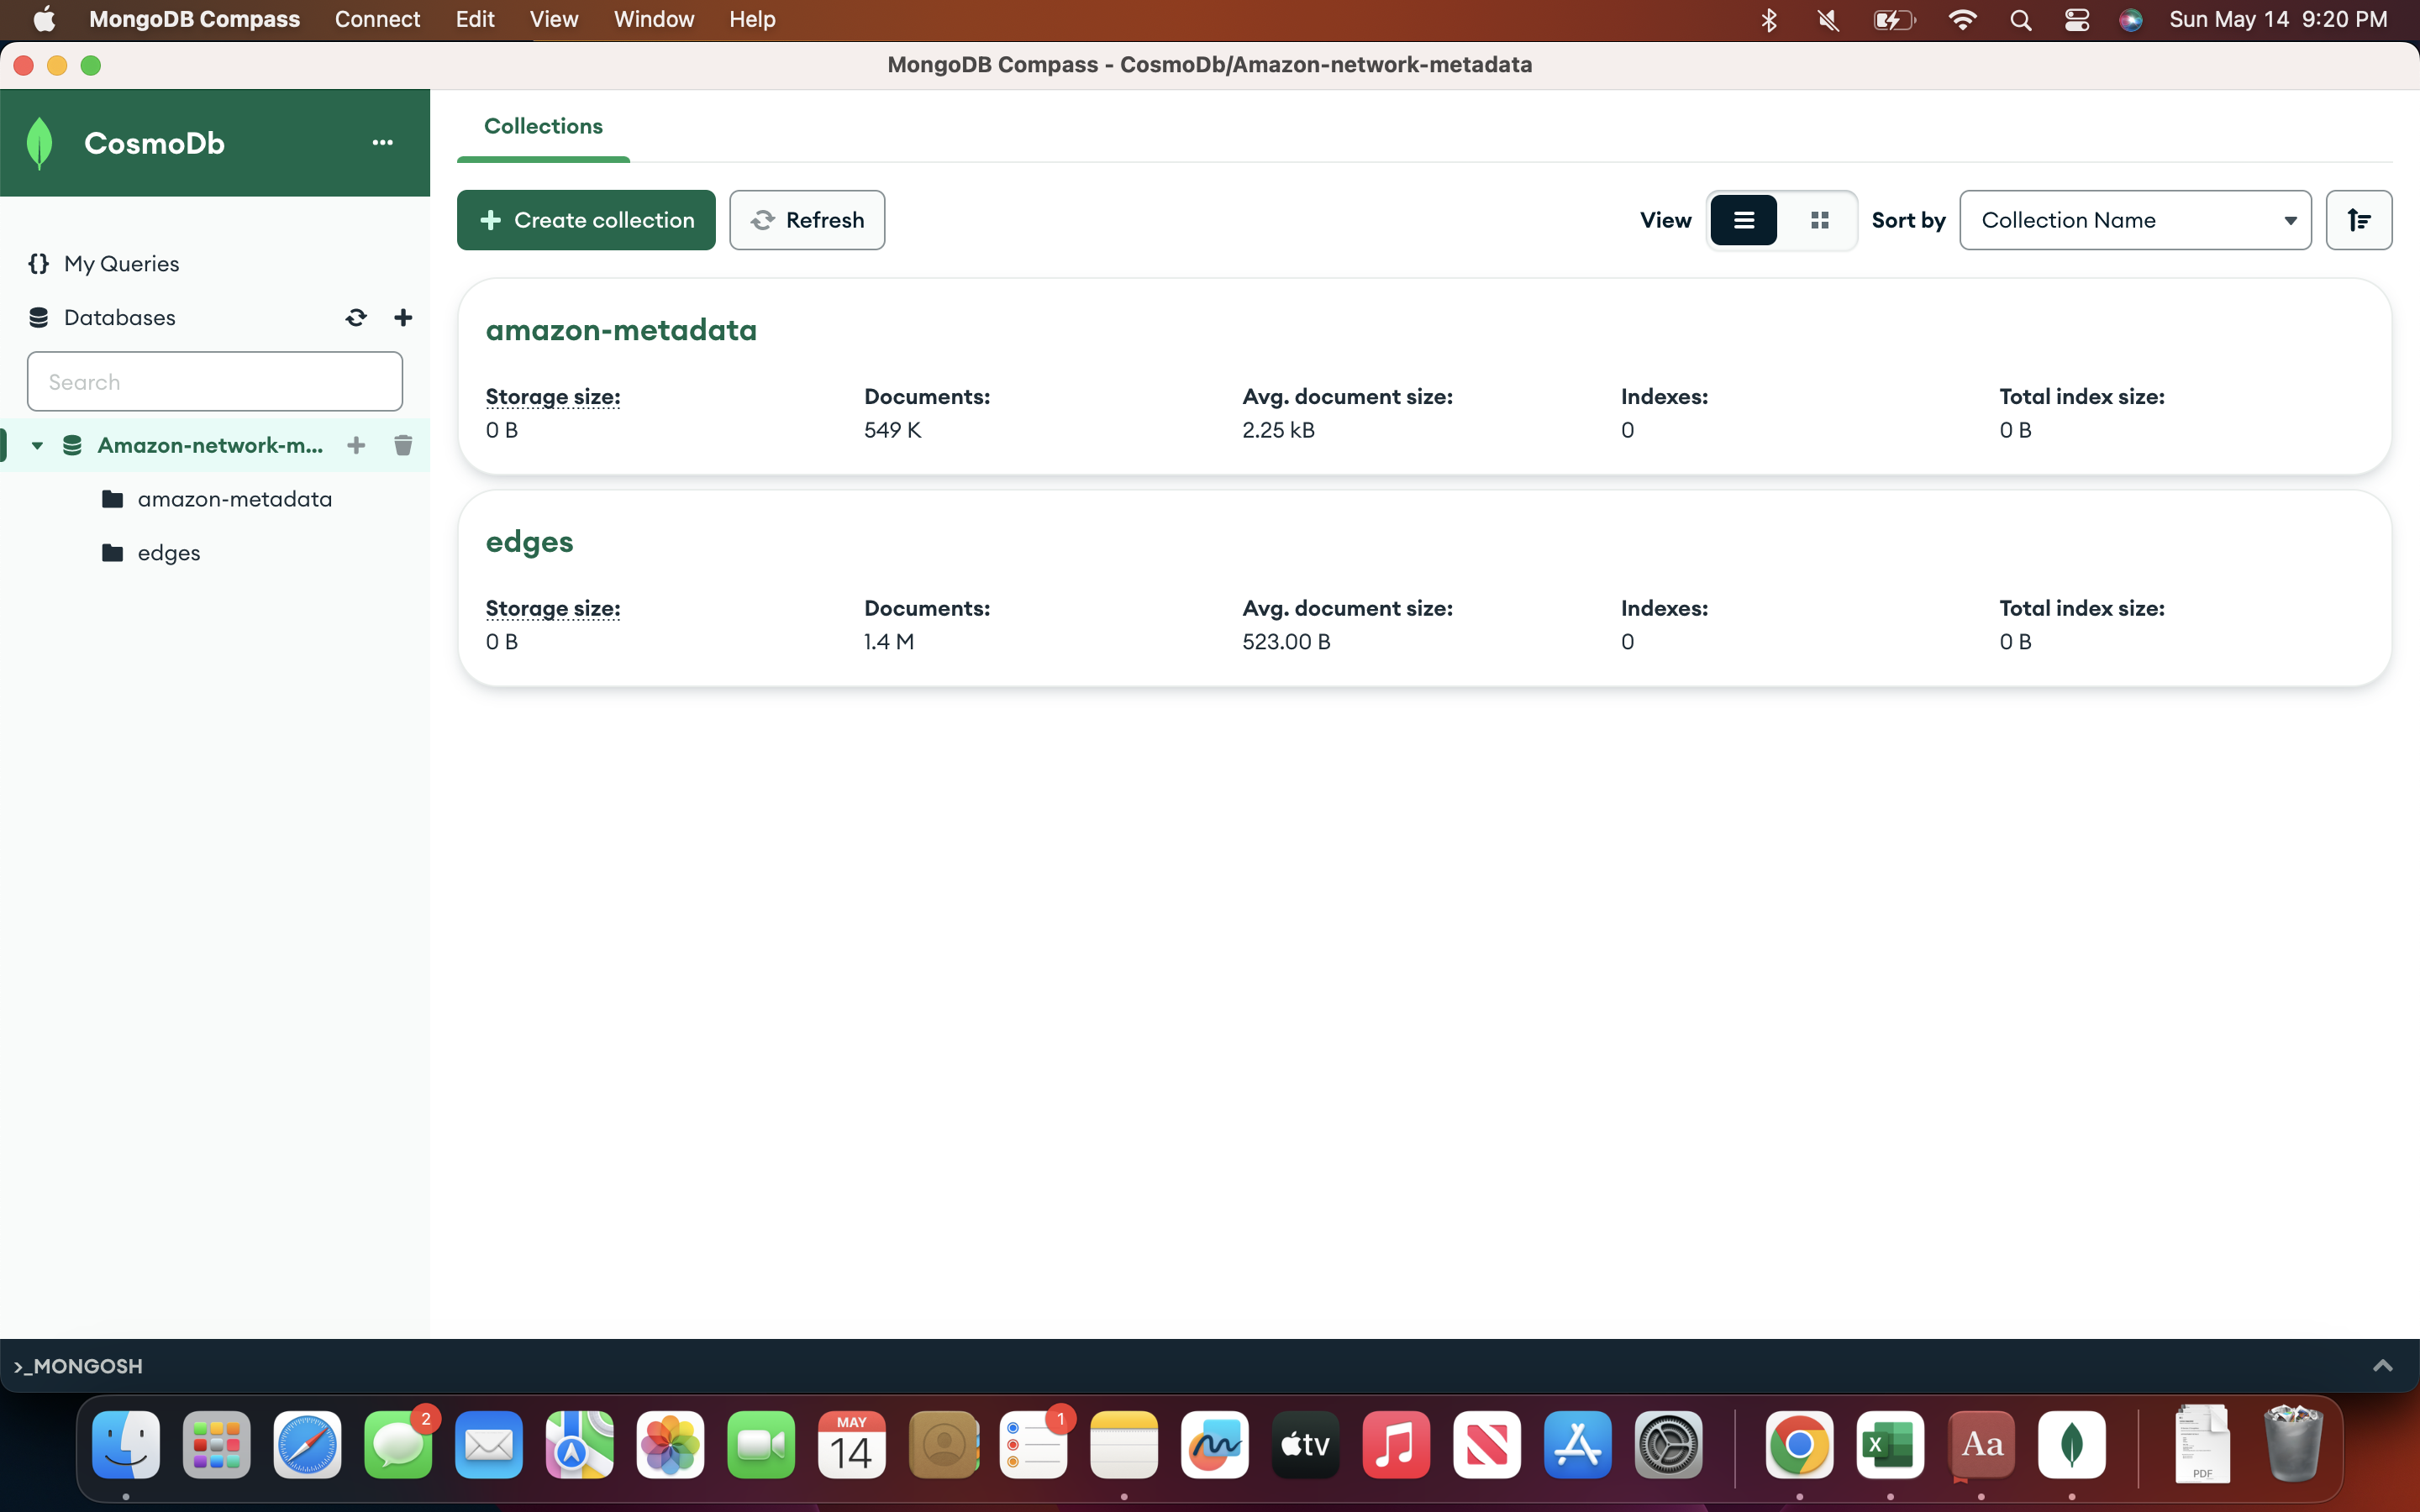 MongoDB Compass Connect Edit View Window Help Sun May 14 9:20 PM
MongoDB Compass - CosmoDb/Amazon-network-metadata
CosmoDb
My Queries
Databases
Search
Amazon-network-m...
amazon-metadata
edges
Collections
Create collection Refresh View Sort by Collection Name
amazon-metadata
Storage size: Documents: Avg. document size: Indexes: Total index size:
0 B 549 K 2.25 kB 0 0 B
edges
Storage size: Documents: Avg. document size: Indexes: Total index size:
0 B 1.4 M 523.00 B 0 0 B
>_MONGOSH
2 MAY 14 1 tv X Aa PDF